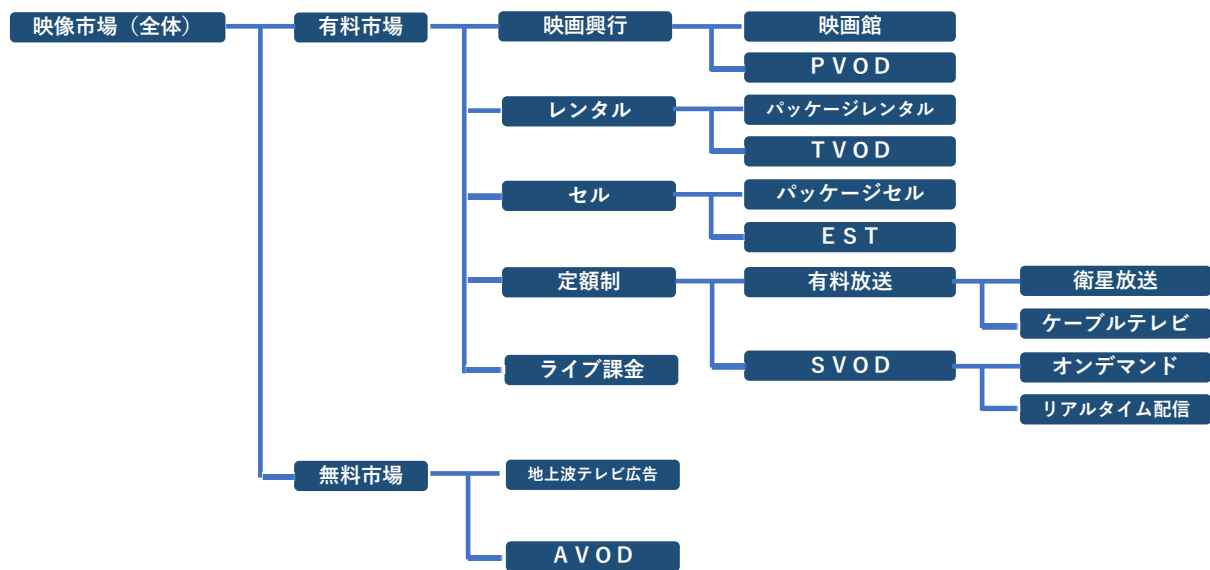 映像市場（全体）
有料市場
映画興行
映画館
ＰＶＯＤ
レンタル
パッケージレンタル
ＴＶＯＤ
セル
パッケージセル
ＥＳＴ
定額制
有料放送
衛星放送
ケーブルテレビ
ＳＶＯＤ
オンデマンド
リアルタイム配信
ライブ課金
無料市場
地上波テレビ広告
ＡＶＯＤ